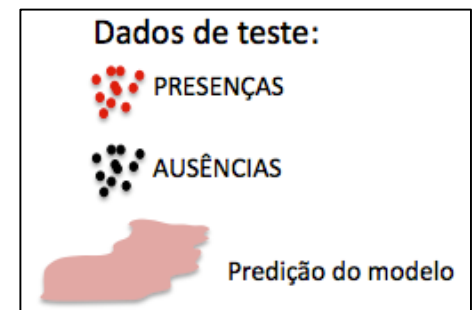 Dados de teste:
PRESENÇAS
AUSÊNCIAS
Predição do modelo